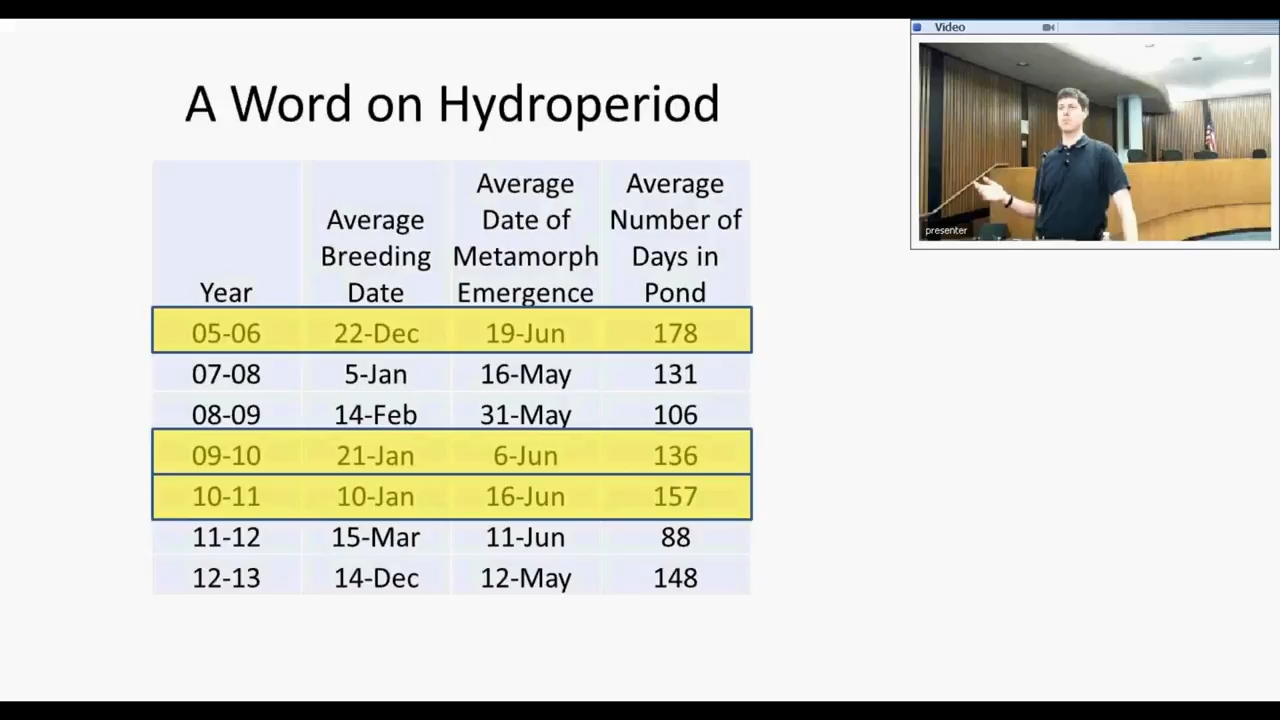 A Word on Hydroperiod
Video
presenter
Year Average Breeding Date Average Date of Metamorph Emergence Average Number of Days in Pond
05-06 22-Dec 19-Jun 178
07-08 5-Jan 16-May 131
08-09 14-Feb 31-May 106
09-10 21-Jan 6-Jun 136
10-11 10-Jan 16-Jun 157
11-12 15-Mar 11-Jun 88
12-13 14-Dec 12-May 148